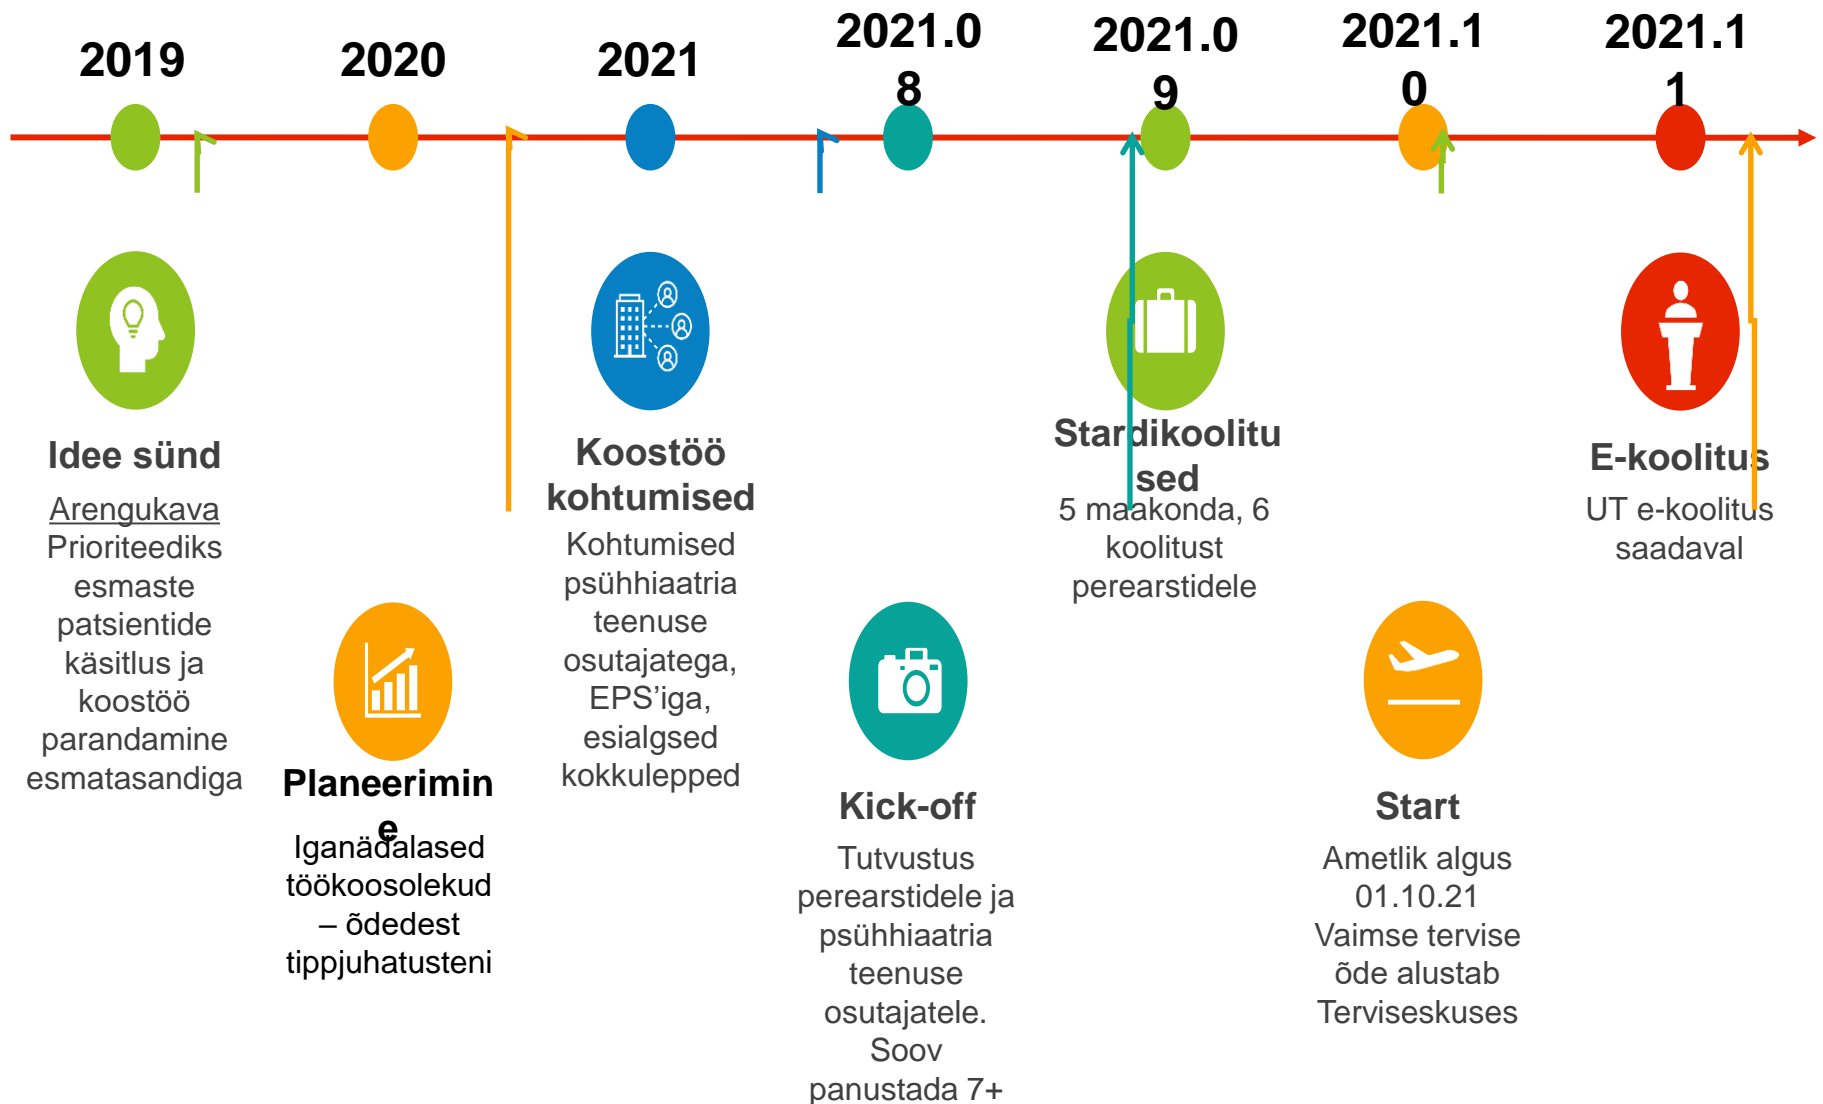 2019
2020
2021
2021.0
8
2021.0
9
2021.1
0
2021.1
1
Idee sünd
Arengukava
Prioriteediks
esmaste
patsientide
käsitlus ja
koostöö
parandamine
esmatasandiga
Planeerimin
e
Iganädalased
töökoosolekud
– õdedest
tippjuhatusteni
Koostöö
kohtumised
Kohtumised
psühhiaatria
teenuse
osutajatega,
EPS’iga,
esialgsed
kokkulepped
Kick-off
Tutvustus
perearstidele ja
psühhiaatria
teenuse
osutajatele.
Soov
panustada 7+
Stardikoolitu
sed
5 maakonda, 6
koolitust
perearstidele
Start
Ametlik algus
01.10.21
Vaimse tervise
õde alustab
Terviseskuses
E-koolitus
UT e-koolitus
saadaval